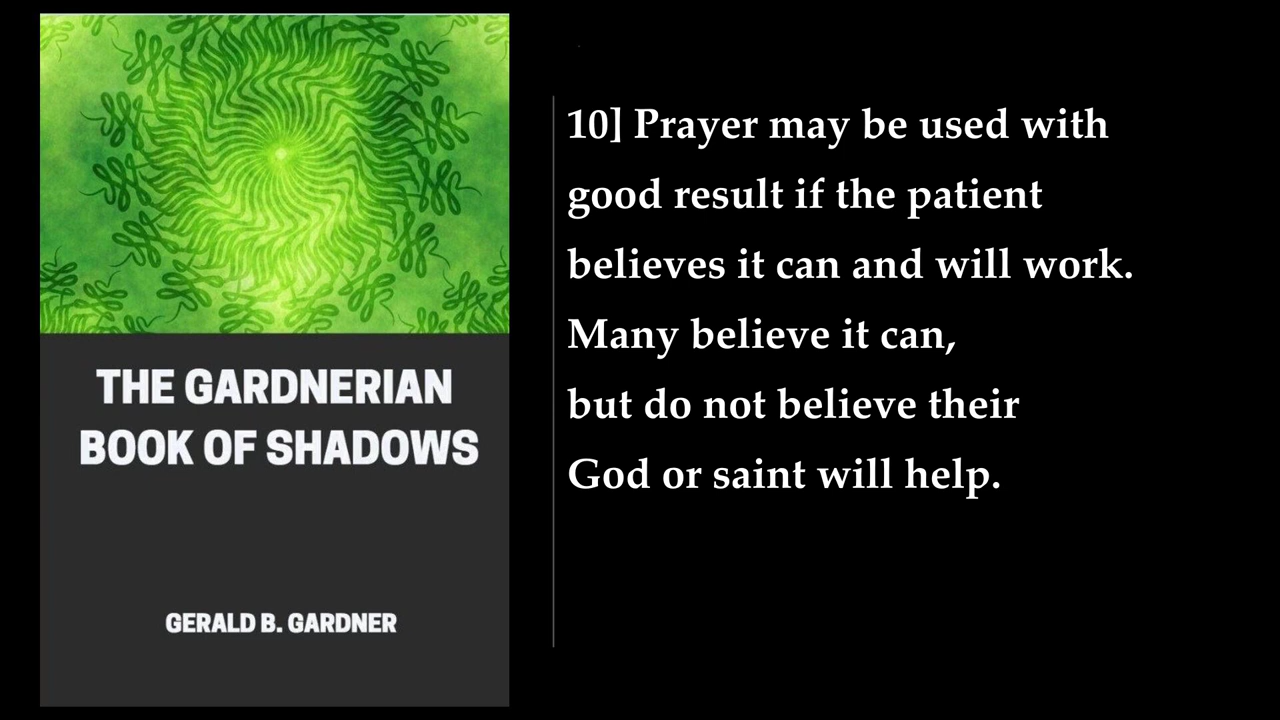 THE GARDNERIAN
BOOK OF SHADOWS
GERALD B. GARDNER
10] Prayer may be used with
good result if the patient
believes it can and will work.
Many believe it can,
but do not believe their
God or saint will help.